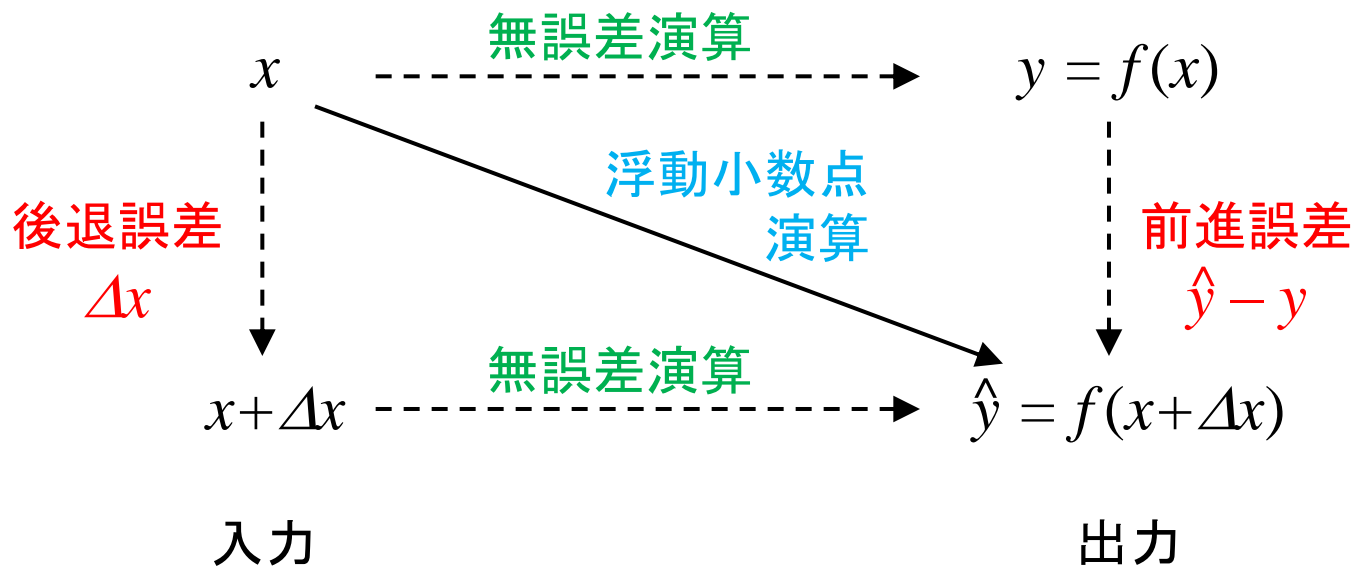 無誤差演算
x
y = f(x)
浮動小数点
演算
後退誤差
Δx
前進誤差
ŷ − y
無誤差演算
x+Δx
ŷ = f(x+Δx)
入力
出力